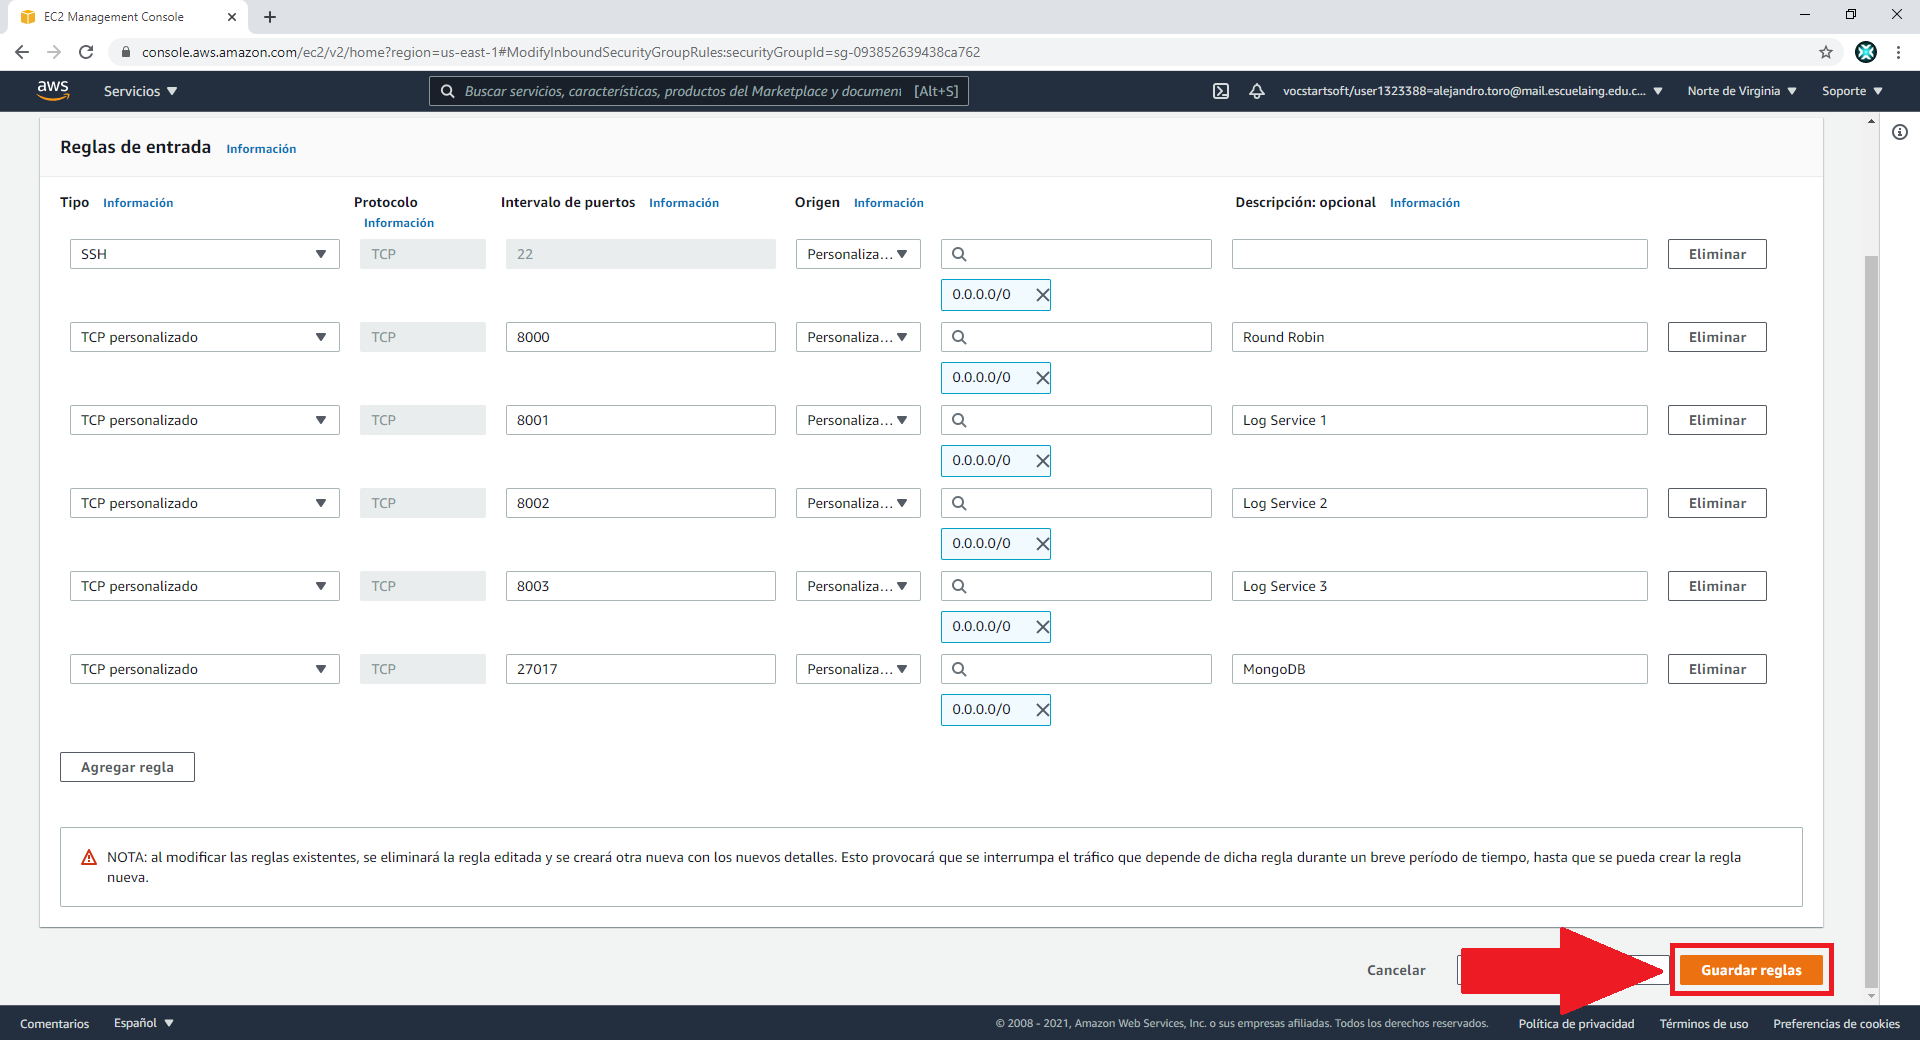 EC2 Management Console
console.aws.amazon.com/ec2/v2/home?region=us-east-1#ModifyInboundSecurityGroupRules:securityGroupId=sg-093852639438ca762
aws Servicios Buscar servicios, características, productos del Marketplace y document [Alt+S] vocstartsoft/user1323388=alejandro.toro@mail.escuelaing.edu.c... Norte de Virginia Soporte
Reglas de entrada Información
Tipo Información Protocolo Intervalo de puertos Información Origen Información Descripción: opcional Información
Información
SSH TCP 22 Personaliza... Eliminar
0.0.0.0/0
TCP personalizado TCP 8000 Personaliza... Round Robin Eliminar
0.0.0.0/0
TCP personalizado TCP 8001 Personaliza... Log Service 1 Eliminar
0.0.0.0/0
TCP personalizado TCP 8002 Personaliza... Log Service 2 Eliminar
0.0.0.0/0
TCP personalizado TCP 8003 Personaliza... Log Service 3 Eliminar
0.0.0.0/0
TCP personalizado TCP 27017 Personaliza... MongoDB Eliminar
0.0.0.0/0
Agregar regla
NOTA: al modificar las reglas existentes, se eliminará la regla editada y se creará otra nueva con los nuevos detalles. Esto provocará que se interrumpa el tráfico que depende de dicha regla durante un breve período de tiempo, hasta que se pueda crear la regla
nueva.
Cancelar Guardar reglas
Comentarios Español © 2008 - 2021, Amazon Web Services, Inc. o sus empresas afiliadas. Todos los derechos reservados. Política de privacidad Términos de uso Preferencias de cookies